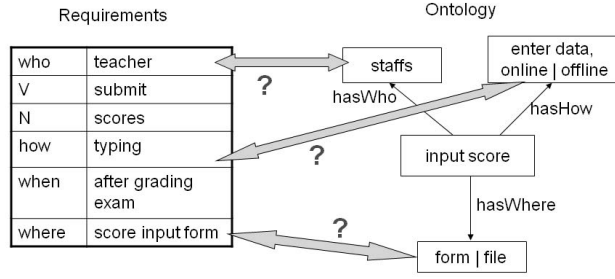 Requirements
who teacher
V submit
N scores
how typing
when after grading
exam
where score input form
Ontology
staffs
enter data,
online | offline
hasWho
hasHow
input score
hasWhere
form | file
?
?
?